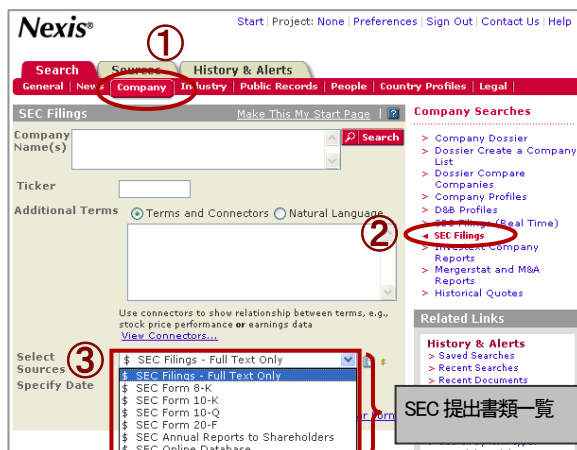 Nexis®
Start | Project: None | Preferences | Sign Out | Contact Us | Help
①
Search Sources History & Alerts
General | News | Company | Industry | Public Records | People | Country Profiles | Legal |
SEC Filings Make This My Start Page | ?
Company Name(s)
Search
Ticker
Additional Terms
Terms and Connectors Natural Language
Use connectors to show relationship between terms, e.g.,
stock price performance or earnings data
View Connectors...
Select Sources
③
$ SEC Filings - Full Text Only
Specify Date
$ SEC Filings - Full Text Only
$ SEC Form 8-K
$ SEC Form 10-K
$ SEC Form 10-Q
$ SEC Form 20-F
$ SEC Annual Reports to Shareholders
$ SEC Online Database
Form
Company Searches
> Company Dossier
> Dossier Create a Company
List
> Dossier Compare
Companies
> Company Profiles
> D&B Profiles
> SEC Filings (Real Time)
②
SEC Filings
> Investext Company
Reports
> Mergerstat and M&A
Reports
> Historical Quotes
Related Links
History & Alerts
> Saved Searches
> Recent Searches
> Recent Documents
SEC 提出書類一覧